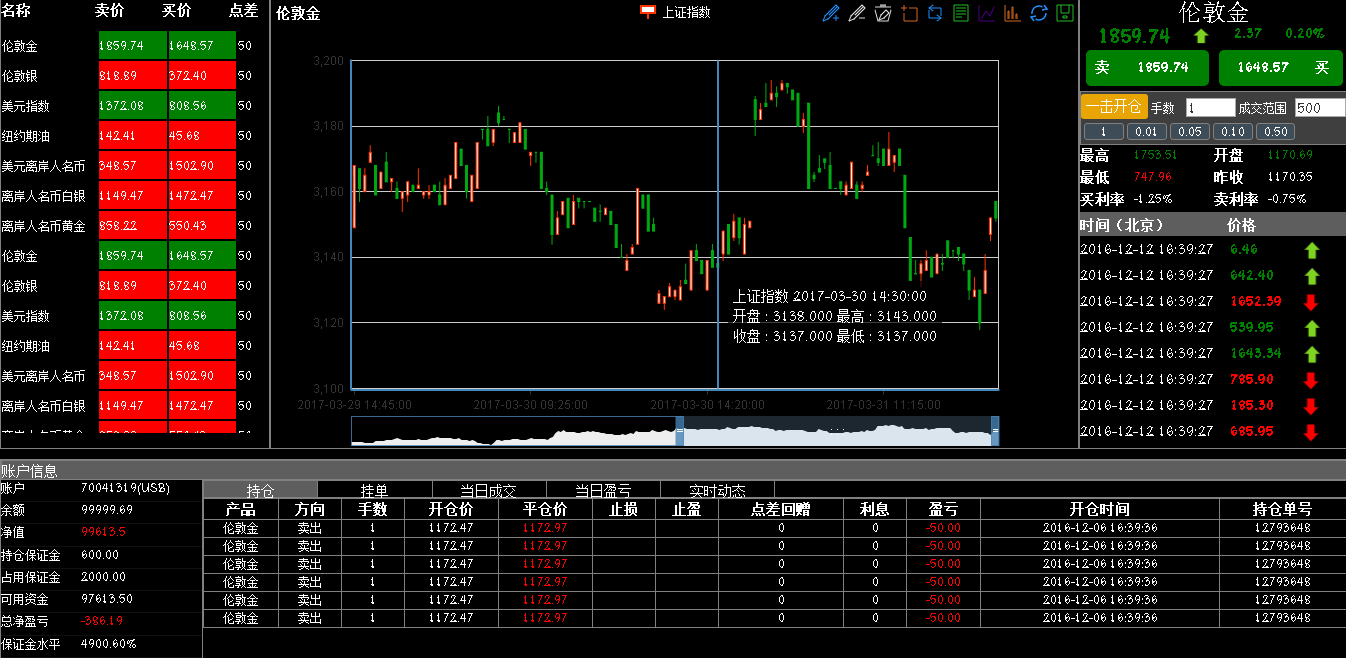 名称 卖价 买价 点差
伦敦金 1859.74 1648.57 50
伦敦银 818.89 372.40 50
美元指数 1372.08 808.56 50
纽约期油 142.41 45.68 50
美元离岸人名币 348.57 1502.90 50
离岸人名币白银 1149.47 1472.47 50
离岸人名币黄金 858.22 550.43 50
伦敦金 1859.74 1648.57 50
伦敦银 818.89 372.40 50
美元指数 1372.08 808.56 50
纽约期油 142.41 45.68 50
美元离岸人名币 348.57 1502.90 50
离岸人名币白银 1149.47 1472.47 50
伦敦金
上证指数
3,200
3,180
3,160
3,140
3,120
3,100
上证指数 2017-03-30 14:30:00
开盘 : 3138.000 最高 : 3143.000
收盘 : 3137.000 最低 : 3137.000
2017-03-29 14:45:00 2017-03-30 09:25:00 2017-03-30 14:20:00 2017-03-31 11:15:00
伦敦金
1859.74 2.37 0.20%
卖 1859.74 1648.57 买
一击开仓 手数 1 成交范围 500
1 0.01 0.05 0.10 0.50
最高 1753.51 开盘 1170.69
最低 747.96 昨收 1170.35
买利率 -1.25% 卖利率 -0.75%
时间（北京） 价格
2016-12-12 16:39:27 6.46
2016-12-12 16:39:27 642.40
2016-12-12 16:39:27 1652.39
2016-12-12 16:39:27 539.95
2016-12-12 16:39:27 1643.34
2016-12-12 16:39:27 785.90
2016-12-12 16:39:27 185.30
2016-12-12 16:39:27 685.95
账户信息
账户 70041319(USB)
余额 99999.69
净值 99613.5
持仓保证金 600.00
占用保证金 2000.00
可用资金 97613.50
总净盈亏 -386.19
保证金水平 4900.60%
持仓 挂单 当日成交 当日盈亏 实时动态
产品 方向 手数 开仓价 平仓价 止损 止盈 点差回赠 利息 盈亏 开仓时间 持仓单号
伦敦金 卖出 1 1172.47 1172.97 0 0 -50.00 2016-12-06 16:39:36 12793648
伦敦金 卖出 1 1172.47 1172.97 0 0 -50.00 2016-12-06 16:39:36 12793648
伦敦金 卖出 1 1172.47 1172.97 0 0 -50.00 2016-12-06 16:39:36 12793648
伦敦金 卖出 1 1172.47 1172.97 0 0 -50.00 2016-12-06 16:39:36 12793648
伦敦金 卖出 1 1172.47 1172.97 0 0 -50.00 2016-12-06 16:39:36 12793648
伦敦金 卖出 1 1172.47 1172.97 0 0 -50.00 2016-12-06 16:39:36 12793648